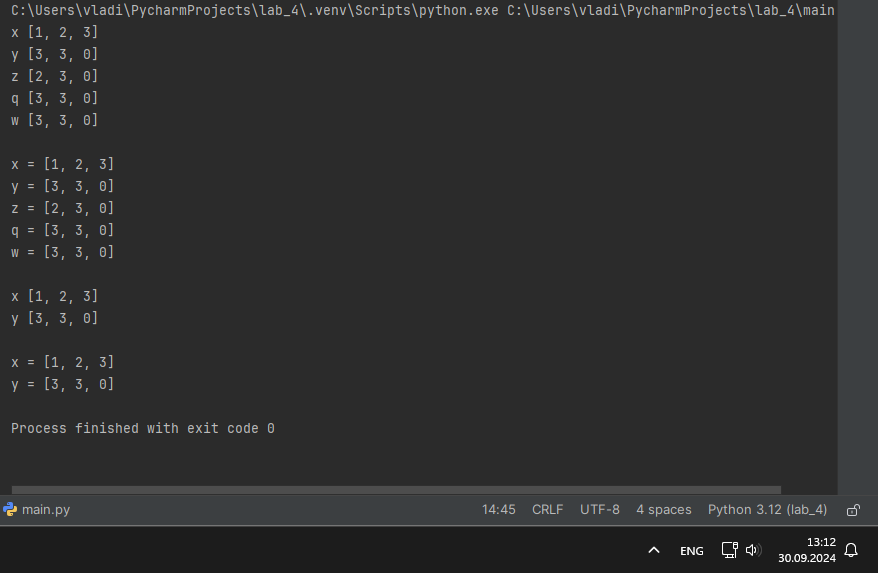 C:\Users\vladi\PycharmProjects\lab_4\.venv\Scripts\python.exe C:\Users\vladi\PycharmProjects\lab_4\main
x [1, 2, 3]
y [3, 3, 0]
z [2, 3, 0]
q [3, 3, 0]
w [3, 3, 0]
x = [1, 2, 3]
y = [3, 3, 0]
z = [2, 3, 0]
q = [3, 3, 0]
w = [3, 3, 0]
x [1, 2, 3]
y [3, 3, 0]
x = [1, 2, 3]
y = [3, 3, 0]
Process finished with exit code 0
main.py 14:45 CRLF UTF-8 4 spaces Python 3.12 (lab_4)
ENG 13:12
30.09.2024